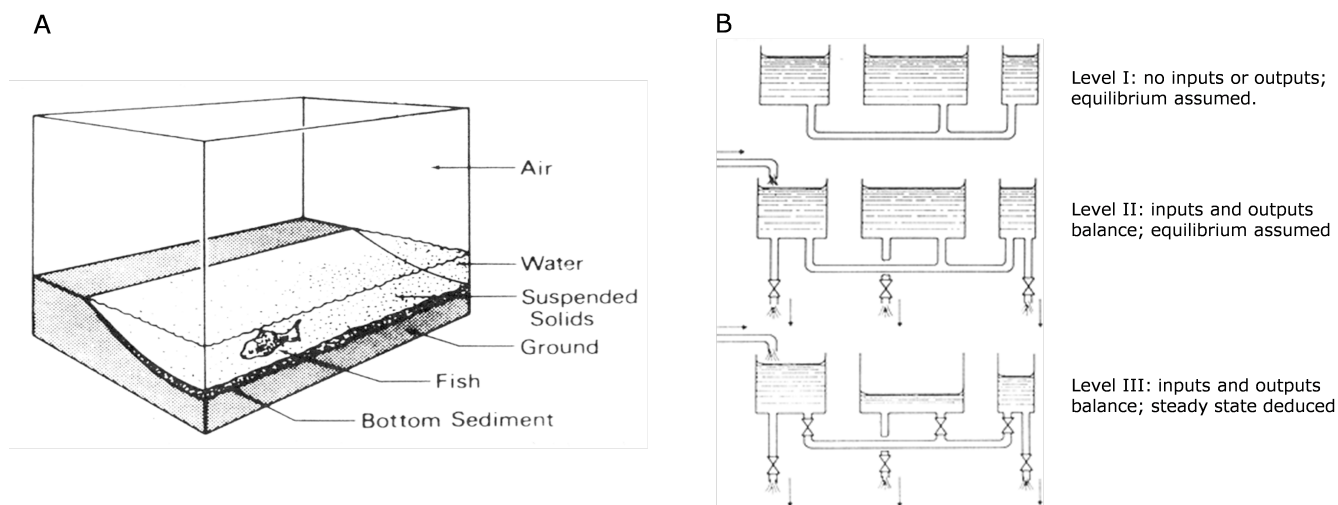 A
Air
Water
Suspended
Solids
Ground
Fish
Bottom Sediment
B
Level I: no inputs or outputs;
equilibrium assumed.
Level II: inputs and outputs
balance; equilibrium assumed
Level III: inputs and outputs
balance; steady state deduced